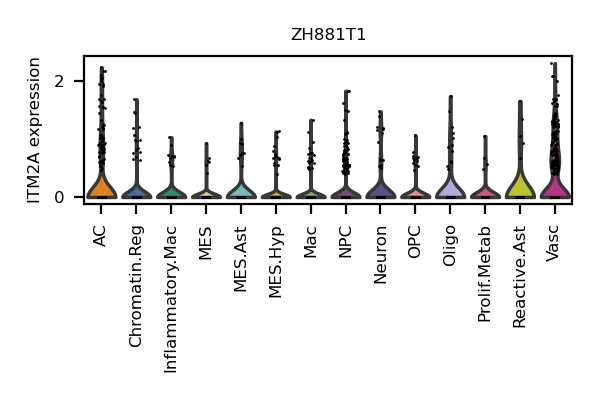 ZH881T1
ITM2A expression
2
0
AC
Chromatin.Reg
Inflammatory.Mac
MES
MES.Ast
MES.Hyp
Mac
NPC
Neuron
OPC
Oligo
Prolif.Metab
Reactive.Ast
Vasc